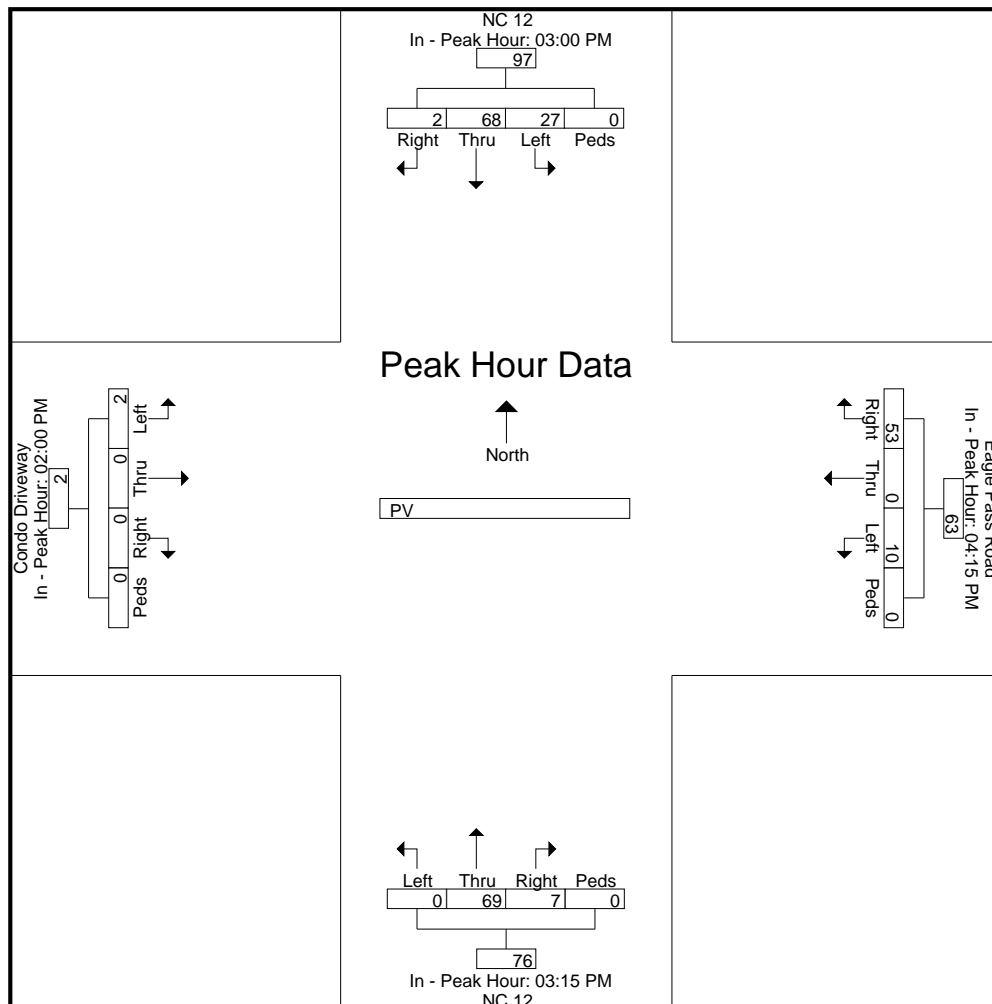 NC 12
In - Peak Hour: 03:00 PM
97
2 68 27 0
Right Thru Left Peds
Peak Hour Data
North
PV
Condo Driveway
In - Peak Hour: 02:00 PM
2
2 0 0 0
Left Thru Right Peds
Eagle Pass Road
In - Peak Hour: 04:15 PM
63
53 0 10 0
Right Thru Left Peds
Left Thru Right Peds
0 69 7 0
76
In - Peak Hour: 03:15 PM
NC 12